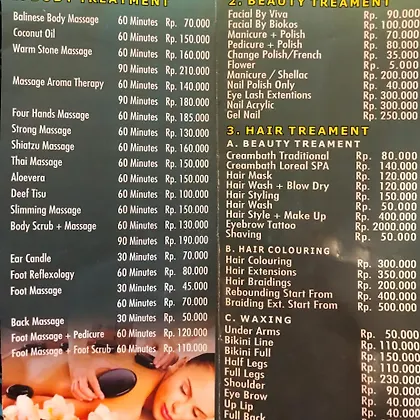 Balinese Body Massage 60 Minutes Rp. 70.000
Coconut Oil 60 Minutes Rp. 150.000
Warm Stone Massage 60 Minutes Rp. 160.000
90 Minutes Rp. 210.000
Massage Aroma Therapy 60 Minutes Rp. 140.000
90 Minutes Rp. 180.000
Four Hands Massage 60 Minutes Rp. 185.000
Strong Massage 60 Minutes Rp. 130.000
Shiatzu Massage 60 Minutes Rp. 160.000
Thai Massage 60 Minutes Rp. 150.000
Aloevera 60 Minutes Rp. 150.000
Deef Tisu 60 Minutes Rp. 100.000
Slimming Massage 60 Minutes Rp. 150.000
Body Scrub + Massage 60 Minutes Rp. 130.000
90 Minutes Rp. 190.000
Ear Candle 30 Minutes Rp. 70.000
Foot Reflexology 60 Minutes Rp. 80.000
Foot Massage 30 Minutes Rp. 45.000
60 Minutes Rp. 70.000
Back Massage 30 Minutes Rp. 50.000
Foot Massage + Pedicure 60 Minutes Rp. 120.000
Foot Massage + Foot Scrub 60 Minutes Rp. 110.000
2. BEAUTY TREAMENT
Facial By Viva Rp. 90.000
Facial By Biokos Rp. 100.000
Manicure + Polish Rp. 70.000
Pedicure + Polish Rp. 80.000
Change Polish/French Rp. 35.000
Flower Rp. 5.000
Manicure / Shellac Rp. 200.000
Nail Polish Only Rp. 40.000
Eye Lash Extentions Rp. 300.000
Nail Acrylic Rp. 300.000
Gel Nail Rp. 250.000
3. HAIR TREAMENT
A. BEAUTY TREAMENT
Creambath Traditional Rp. 80.000
Creambath Loreal SPA Rp. 140.000
Hair Mask Rp. 120.000
Hair Wash + Blow Dry Rp. 120.000
Hair Styling Rp. 150.000
Hair Wash Rp. 50.000
Hair Style + Make Up Rp. 400.000
Eyebrow Tattoo Rp. 2000.000
Shaving Rp. 50.000
B. HAIR COLOURING
Hair Colouring Rp. 300.000
Hair Extensions Rp. 350.000
Hair Braidings Rp. 200.000
Rebounding Start From Rp. 400.000
Braiding Ext. Start From Rp. 500.000
C. WAXING
Under Arms Rp. 50.000
Bikini Line Rp. 110.000
Bikini Full Rp. 150.000
Half Legs Rp. 110.000
Full Legs Rp. 230.000
Shoulder Rp. 90.000
Eye Brow Rp. 40.000
Up Lip Rp. 40.000
Full Back Rp.